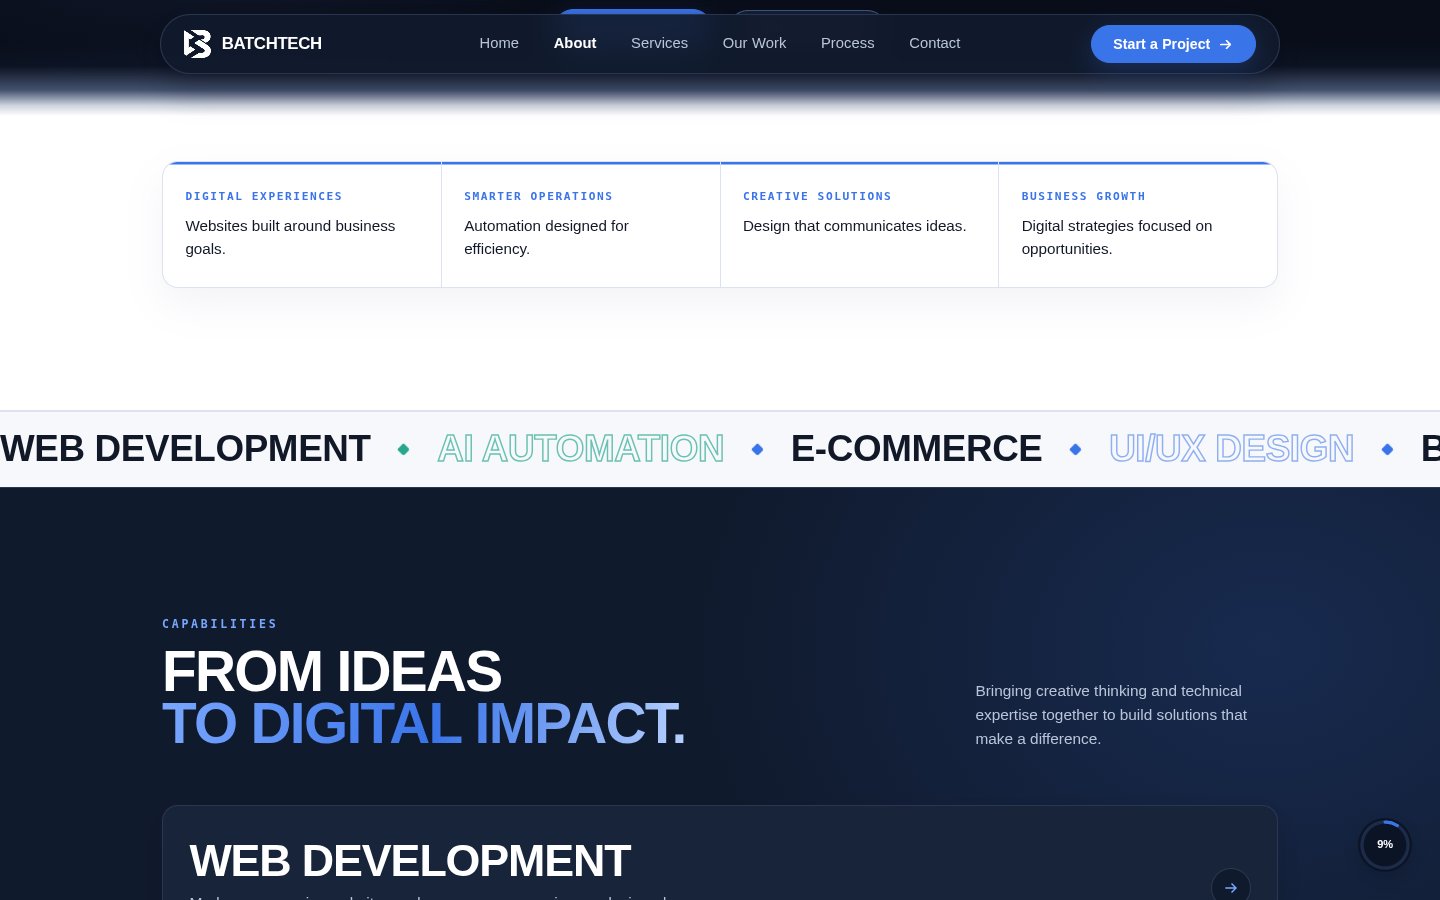 BATCHTECH
Home About Services Our Work Process Contact
Start a Project
DIGITAL EXPERIENCES
Websites built around business
goals.
SMARTER OPERATIONS
Automation designed for
efficiency.
CREATIVE SOLUTIONS
Design that communicates ideas.
BUSINESS GROWTH
Digital strategies focused on
opportunities.
WEB DEVELOPMENT AI AUTOMATION E-COMMERCE UI/UX DESIGN
CAPABILITIES
FROM IDEAS
TO DIGITAL IMPACT.
Bringing creative thinking and technical
expertise together to build solutions that
make a difference.
WEB DEVELOPMENT
9%